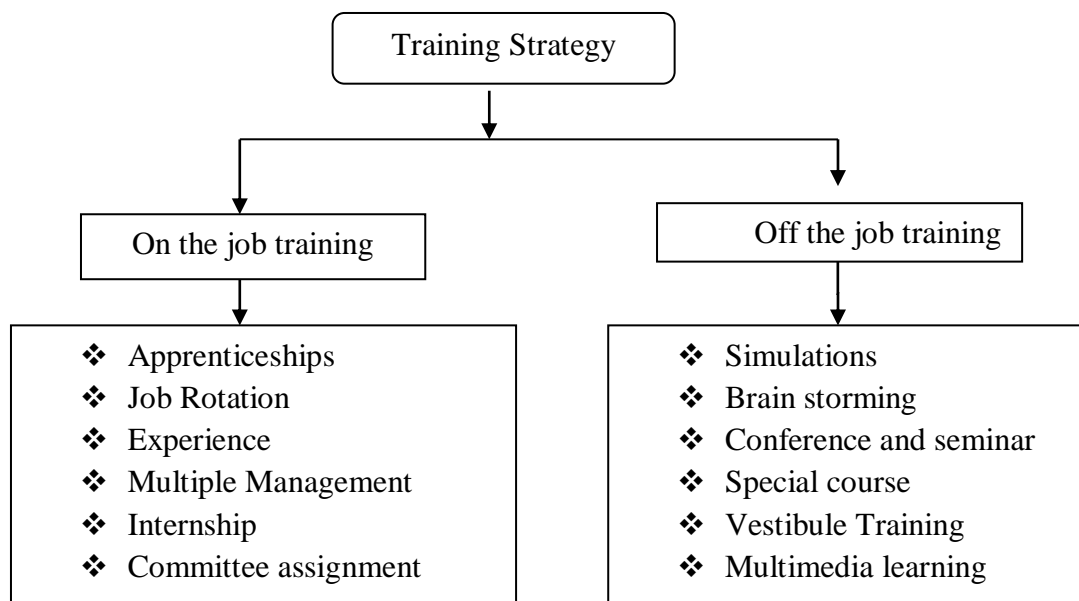 Training Strategy
On the job training
Off the job training
❖ Apprenticeships
❖ Job Rotation
❖ Experience
❖ Multiple Management
❖ Internship
❖ Committee assignment
❖ Simulations
❖ Brain storming
❖ Conference and seminar
❖ Special course
❖ Vestibule Training
❖ Multimedia learning